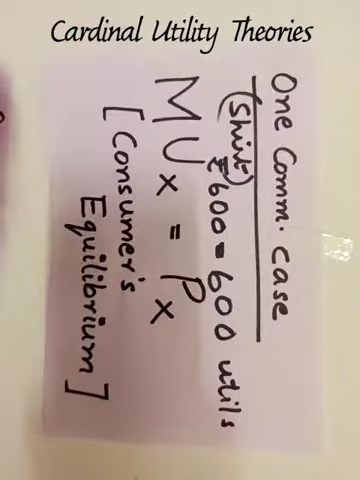 Cardinal Utility Theories
One Comm. case
(Shirt)
₹600 = 600 utils
MUx = Px
[Consumer's
Equilibrium]